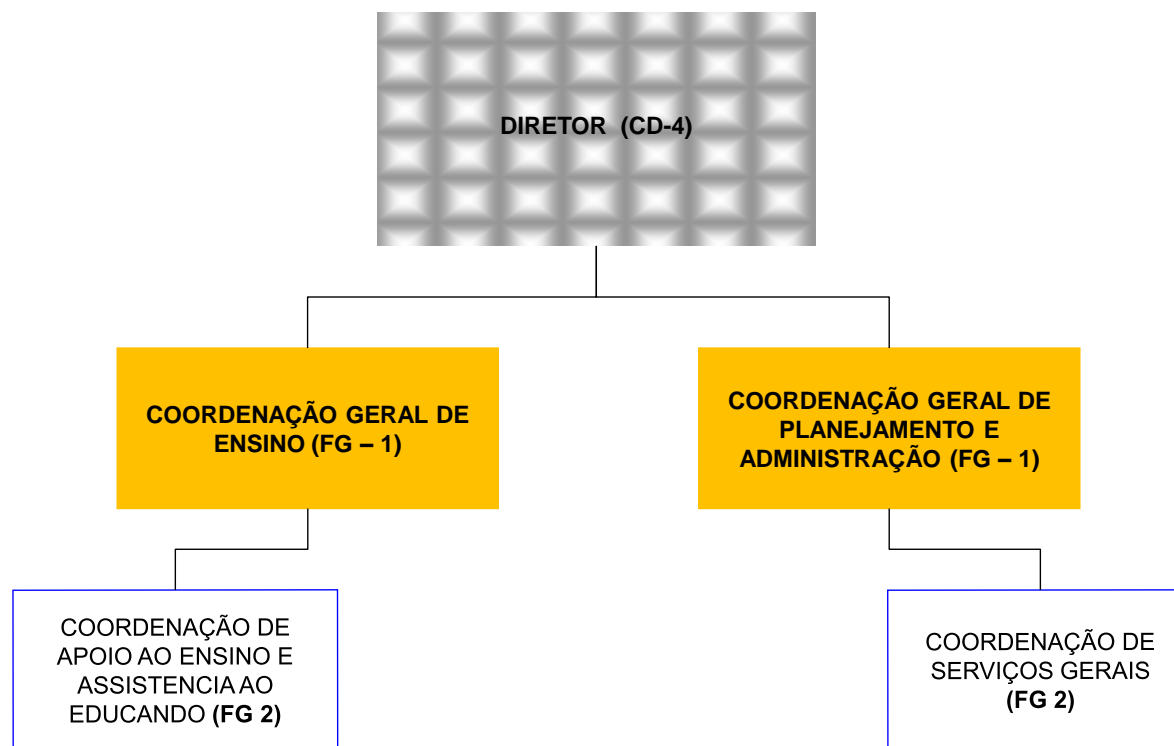 DIRETOR (CD-4)
COORDENAÇÃO GERAL DE
ENSINO (FG – 1)
COORDENAÇÃO GERAL DE
PLANEJAMENTO E
ADMINISTRAÇÃO (FG – 1)
COORDENAÇÃO DE
APOIO AO ENSINO E
ASSISTENCIA AO
EDUCANDO (FG 2)
COORDENAÇÃO DE
SERVIÇOS GERAIS
(FG 2)